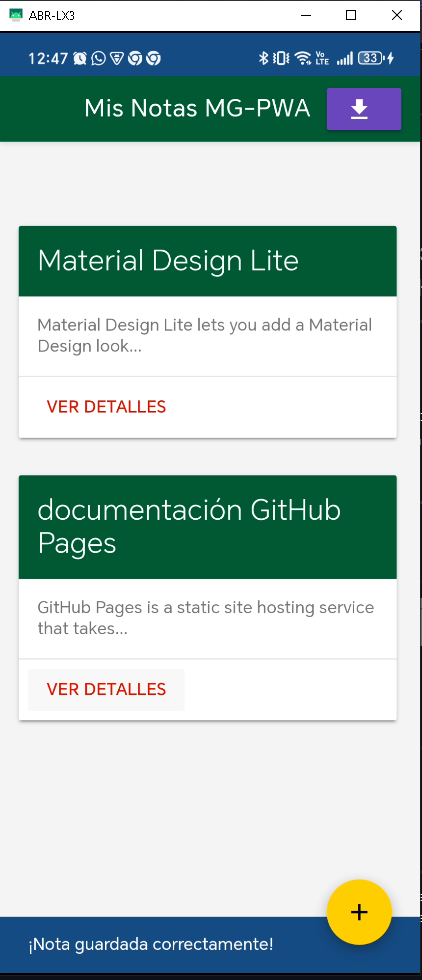 ABR-LX3
12:47 Vo LTE 33
Mis Notas MG-PWA
Material Design Lite
Material Design Lite lets you add a Material
Design look...
VER DETALLES
documentación GitHub
Pages
GitHub Pages is a static site hosting service
that takes...
VER DETALLES
+
¡Nota guardada correctamente!